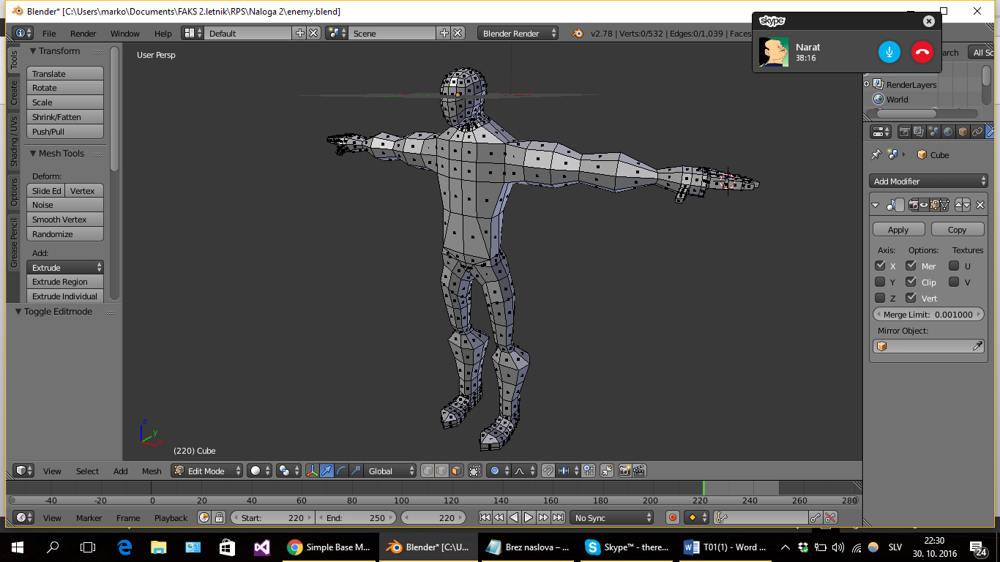 Blender* [C:\Users\marko\Documents\FAKS 2.letnik\RPS\Naloga 2\enemy.blend]
File Render Window Help Default Scene Blender Render v2.78 | Verts:0/532 | Edges:0/1,039 | Faces
skype
Narat
38:16
arch All Sc
RenderLayers
World
Tools
Create
Shading / UVs
Options
Grease Pencil
Transform
Translate
Rotate
Scale
Shrink/Fatten
Push/Pull
Mesh Tools
Deform:
Slide Ed Vertex
Noise
Smooth Vertex
Randomize
Add:
Extrude
Extrude Region
Extrude Individual
Toggle Editmode
User Persp
z
y
x
(220) Cube
Cube
Add Modifier
Apply Copy
Axis: Options: Textures
X Mer U
Y Clip V
Z Vert
Merge Limit: 0.001000
Mirror Object:
View Select Add Mesh Edit Mode Global
-40 -20 0 20 40 60 80 100 120 140 160 180 200 220 240 260 280
View Marker Frame Playback Start: 220 End: 250 220 No Sync
Simple Base M... Blender* [C:\U... Brez naslova – ... Skype™ - there... T01(1) - Word ... SLV 22:30
30. 10. 2016 24